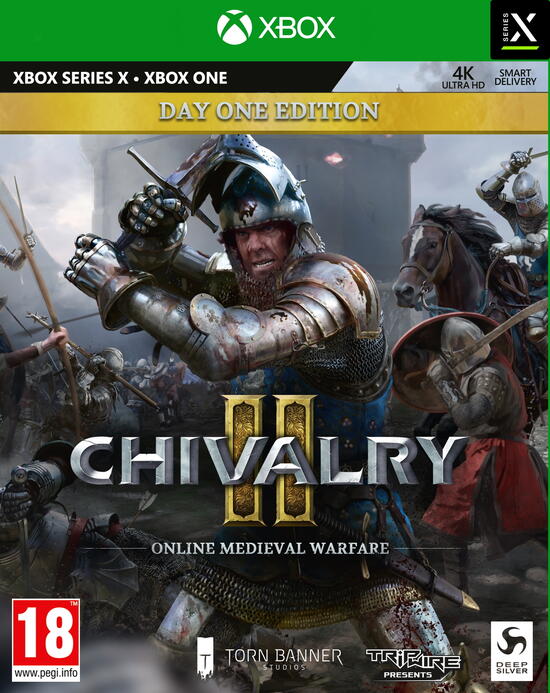 XBOX
SERIES X
XBOX SERIES X • XBOX ONE
4K
ULTRA HD
SMART
DELIVERY
DAY ONE EDITION
II
CHIVALRY
ONLINE MEDIEVAL WARFARE
18™
www.pegi.info
T TORN BANNER
STUDIOS
TRIPWIRE
PRESENTS
DEEP
SILVER